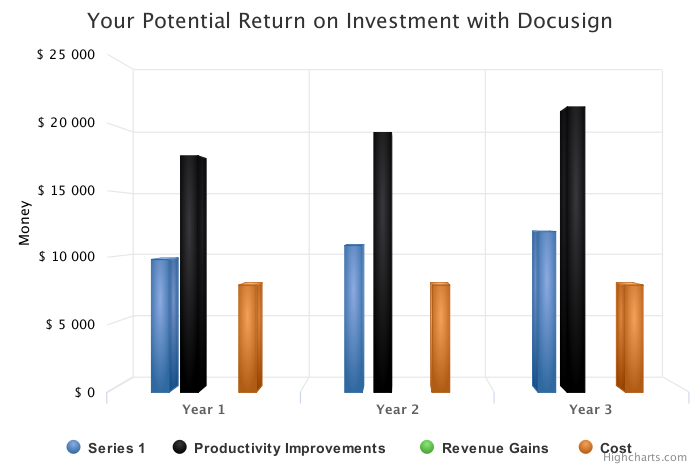 Your Potential Return on Investment with Docusign
$ 25 000
$ 20 000
$ 15 000
$ 10 000
$ 5 000
$ 0
Money
Year 1
Year 2
Year 3
Series 1
Productivity Improvements
Revenue Gains
Cost
Highcharts.com